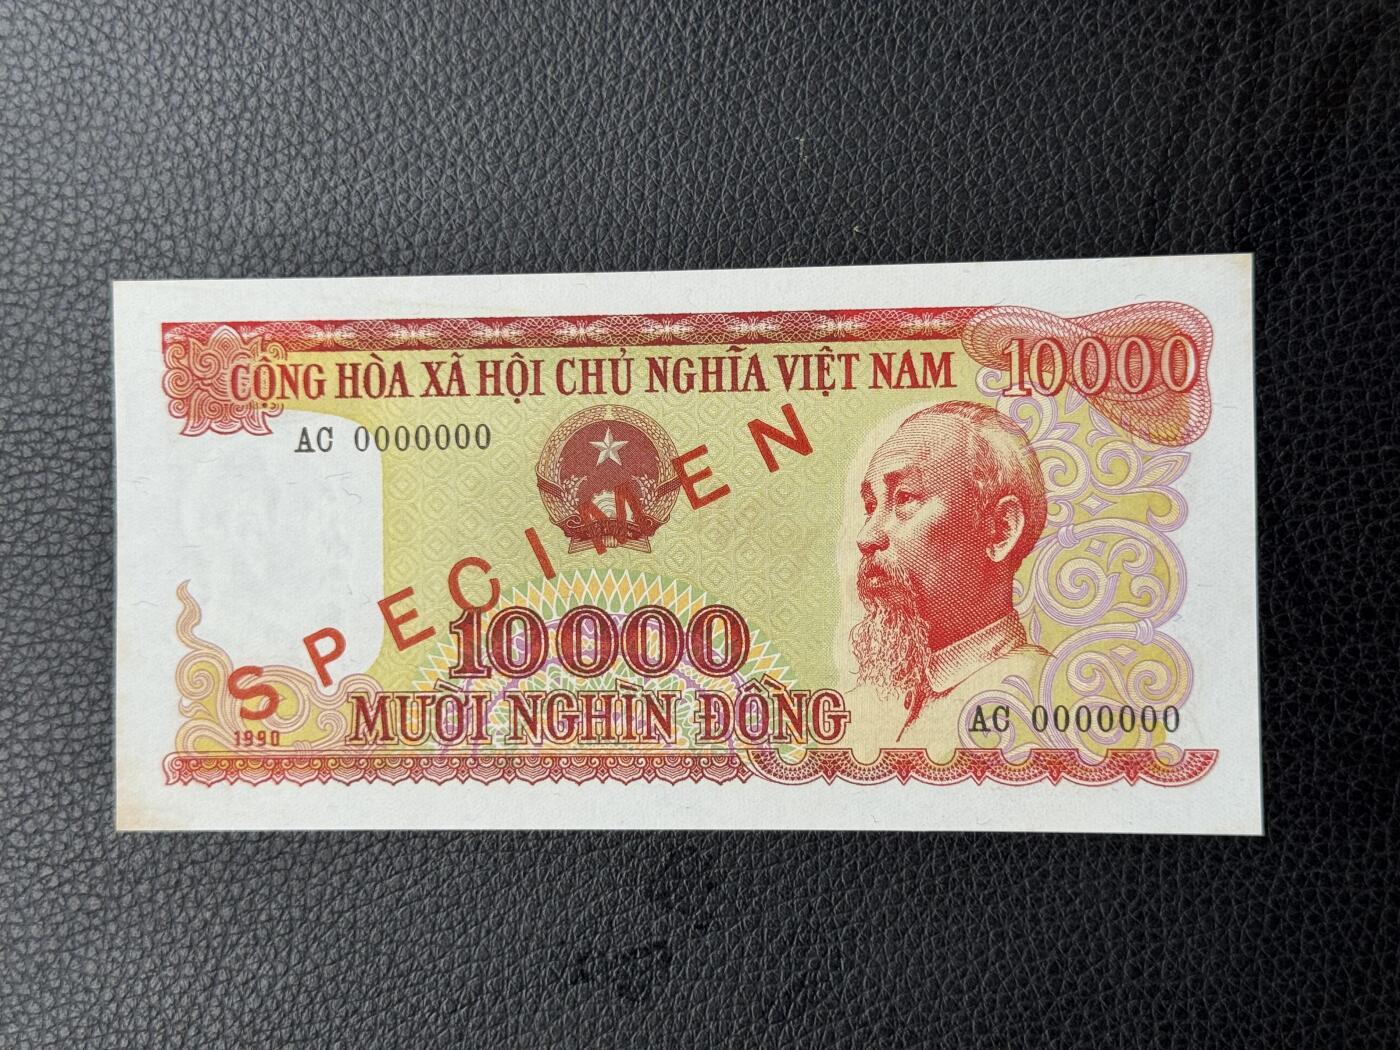 CỘNG HÒA XÃ HỘI CHỦ NGHĨA VIỆT NAM
10000
AC 0000000
SPECIMEN
10000
MƯỜI NGHÌN ĐỒNG
AC 0000000
1990